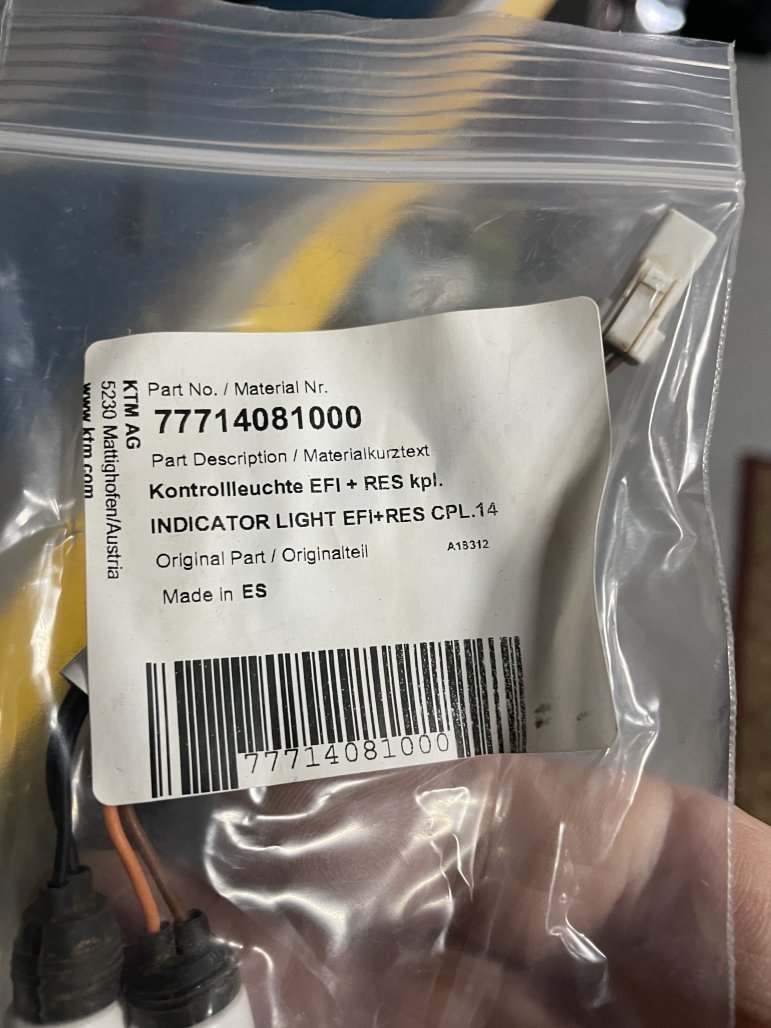 KTM AG
5230 Mattighofen/Austria
www.ktm.com
Part No. / Material Nr.
77714081000
Part Description / Materialkurztext
Kontrollleuchte EFI + RES kpl.
INDICATOR LIGHT EFI+RES CPL.14
Original Part / Originalteil A18312
Made in ES
77714081000